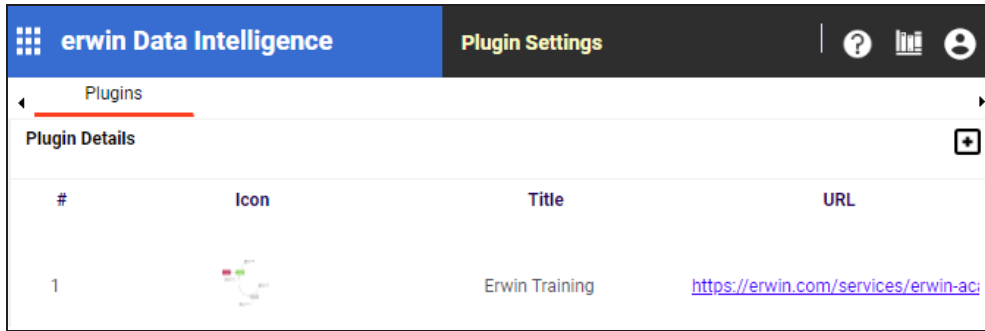 erwin Data Intelligence Plugin Settings
Plugins
Plugin Details
# Icon Title URL
1 Erwin Training https://erwin.com/services/erwin-aca